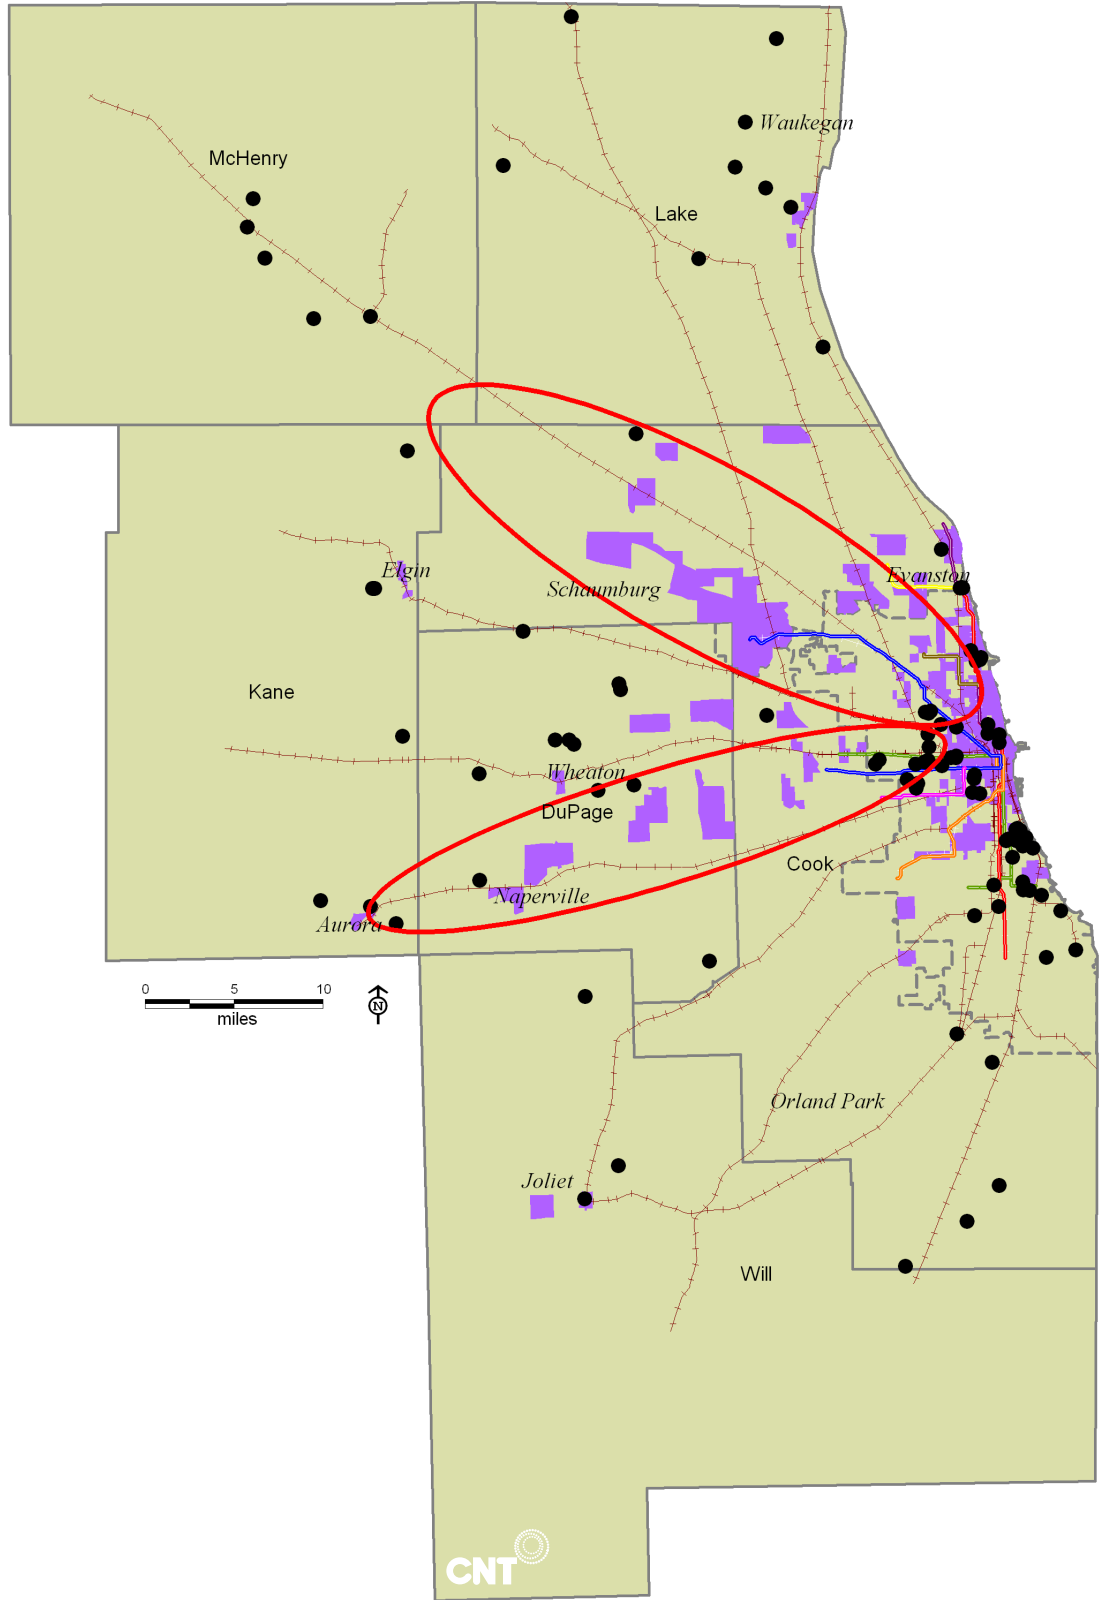 Waukegan
McHenry
Lake
Elgin
Evanston
Schaumburg
Kane
Wheaton
DuPage
Cook
Naperville
Aurora
0 5 10
miles
N
Orland Park
Joliet
Will
CNT